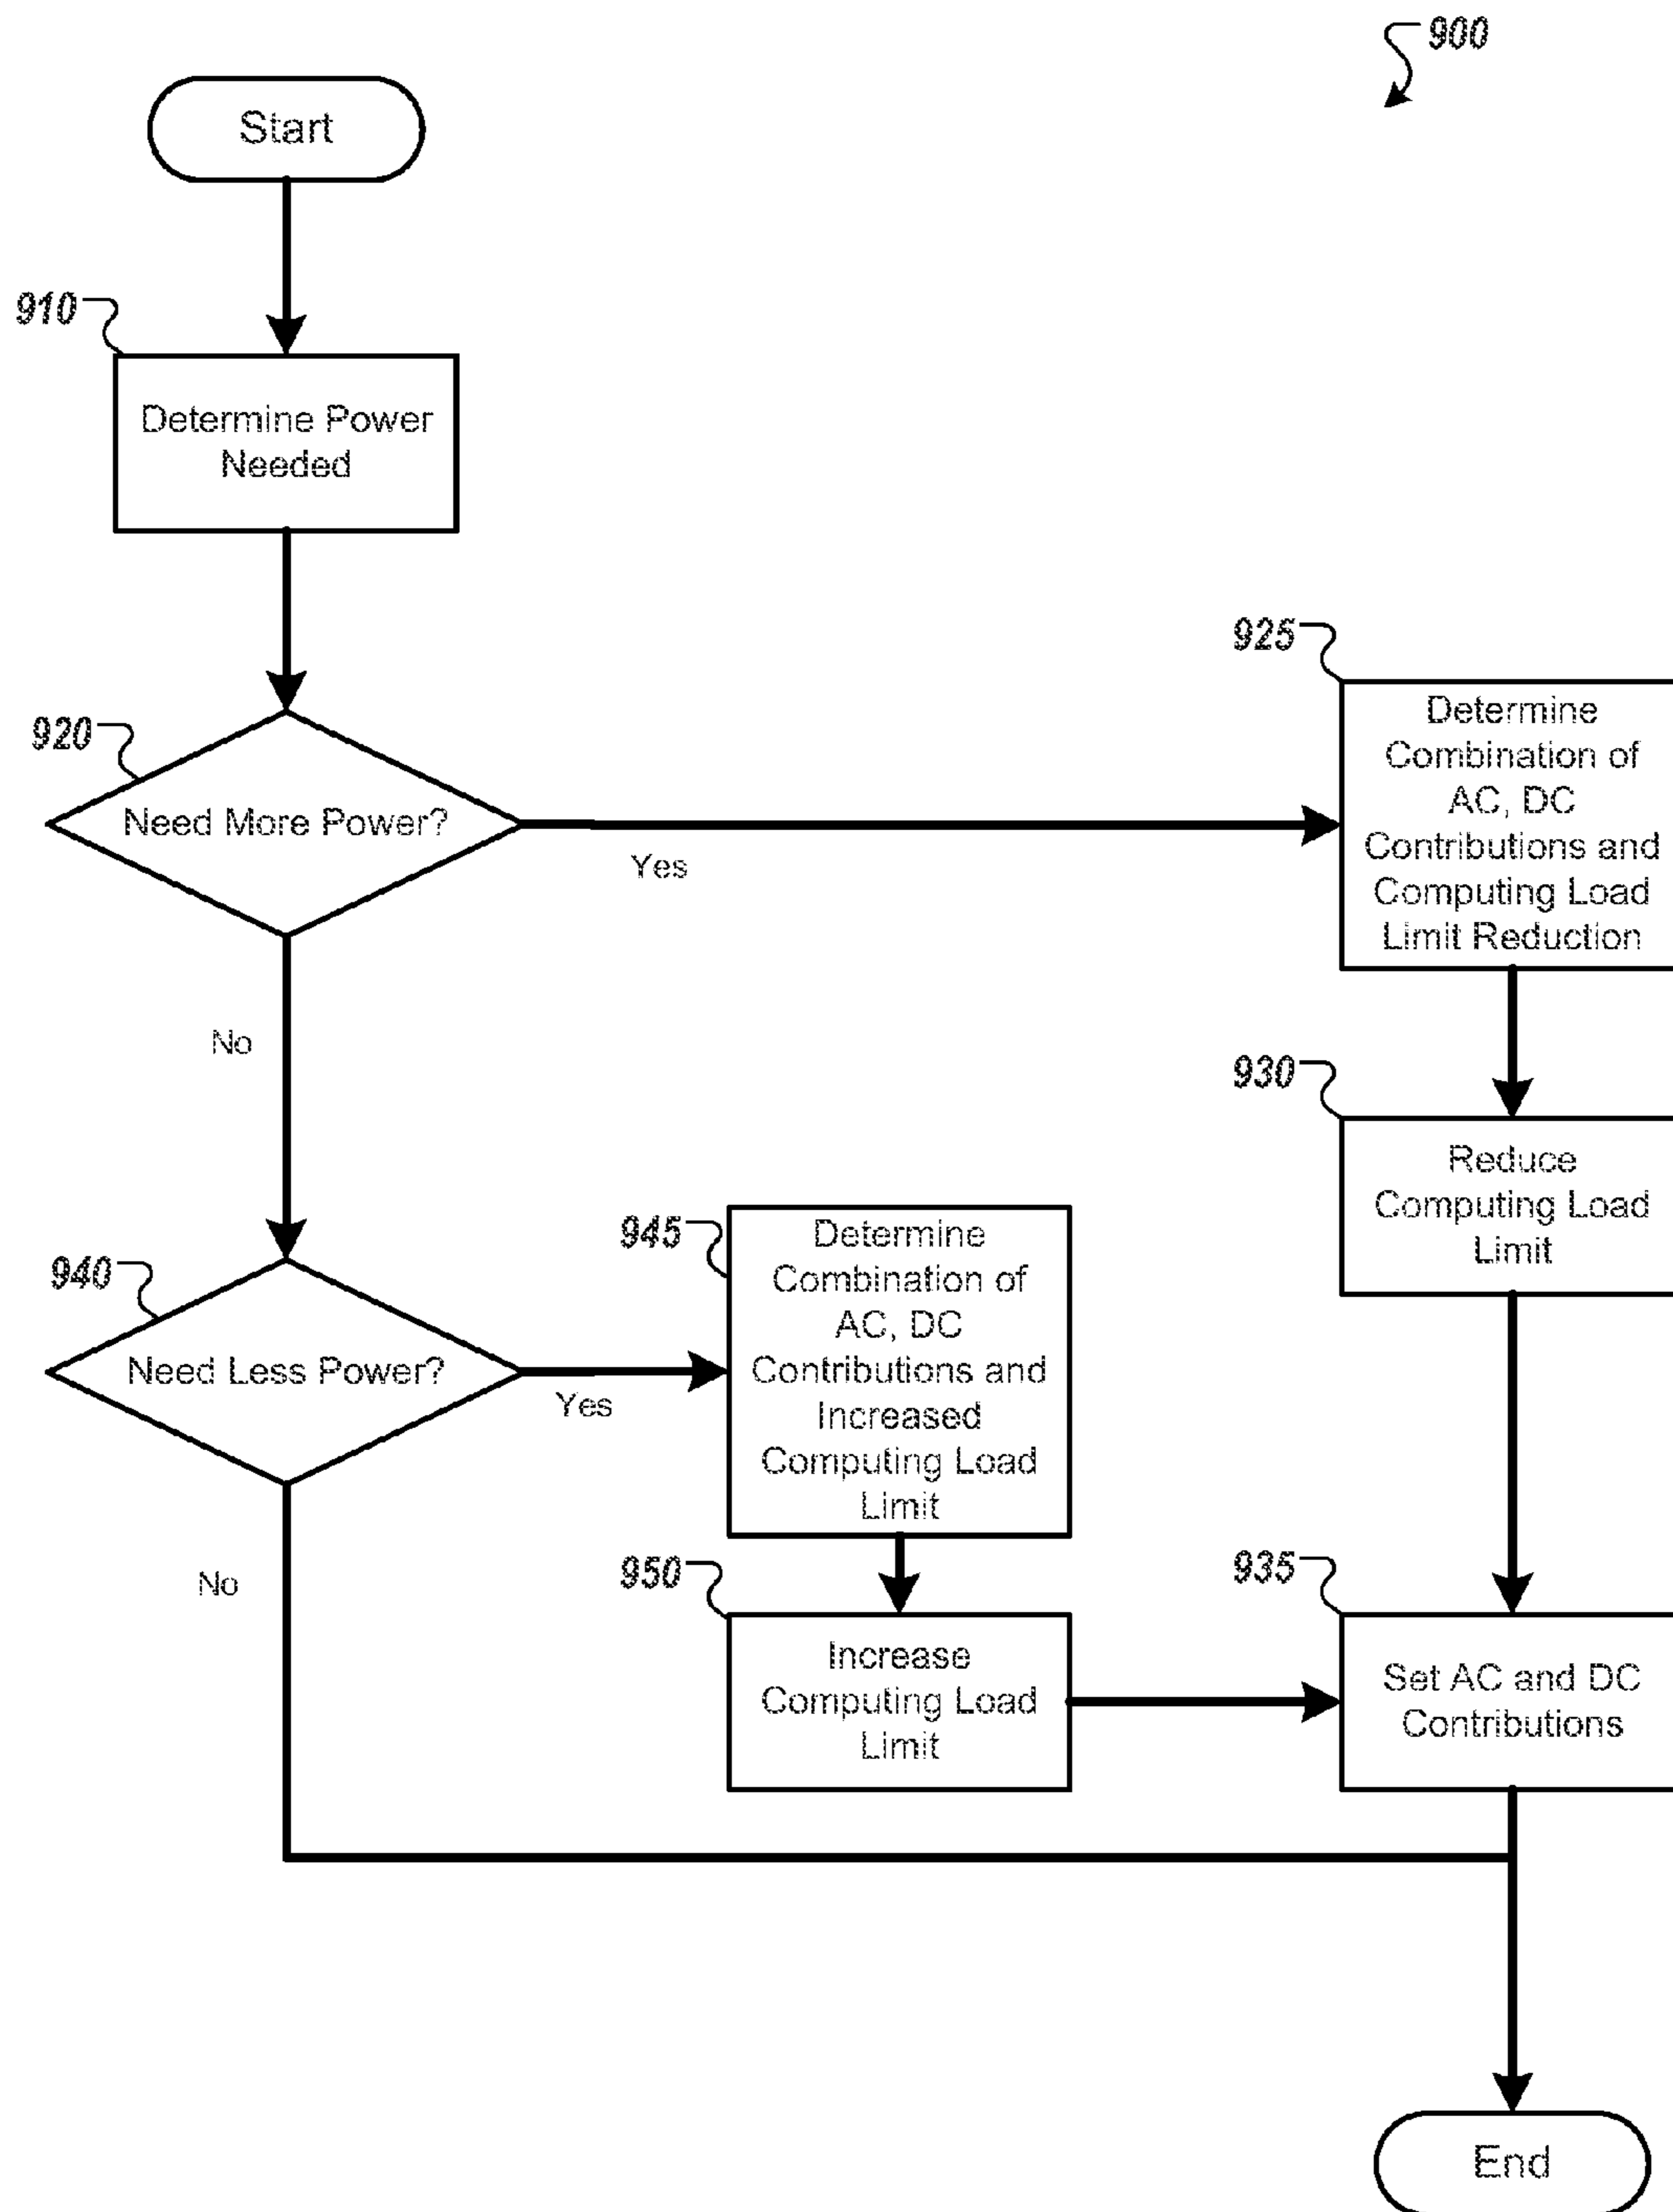 900
Start
910
Determine Power
Needed
920
Need More Power?
Yes
No
925
Determine
Combination of
AC, DC
Contributions and
Computing Load
Limit Reduction
930
Reduce
Computing Load
Limit
940
Need Less Power?
Yes
No
945
Determine
Combination of
AC, DC
Contributions and
Increased
Computing Load
Limit
950
Increase
Computing Load
Limit
935
Set AC and DC
Contributions
End